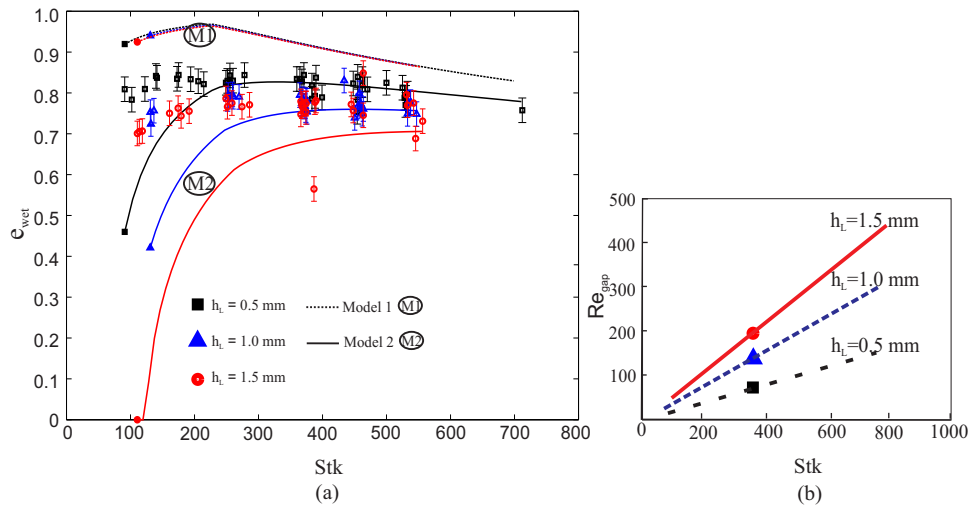 (a)
1.0
0.9
0.8
0.7
0.6
0.5
0.4
0.3
0.2
0.1
0
e_wet
M1
M2
h_L = 0.5 mm
h_L = 1.0 mm
h_L = 1.5 mm
Model 1 M1
Model 2 M2
0 100 200 300 400 500 600 700 800
Stk
(a)
500
400
300
200
100
Re_gap
h_L=1.5 mm
h_L=1.0 mm
h_L=0.5 mm
0 200 400 600 800 1000
Stk
(b)